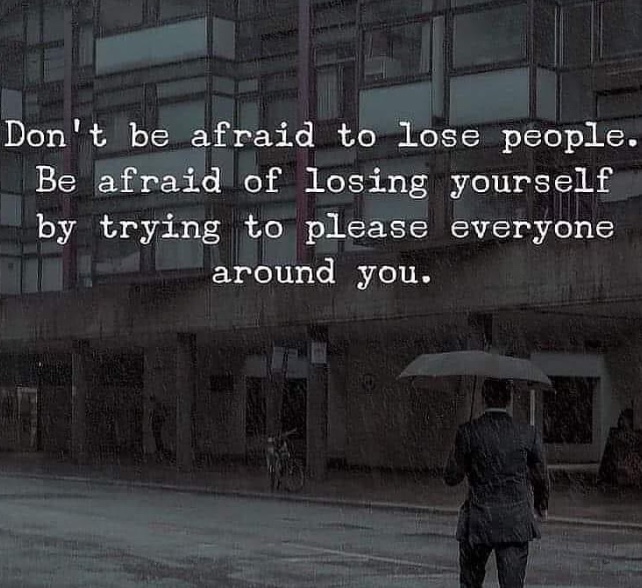 Don't be afraid to lose people.
Be afraid of losing yourself
by trying to please everyone
around you.